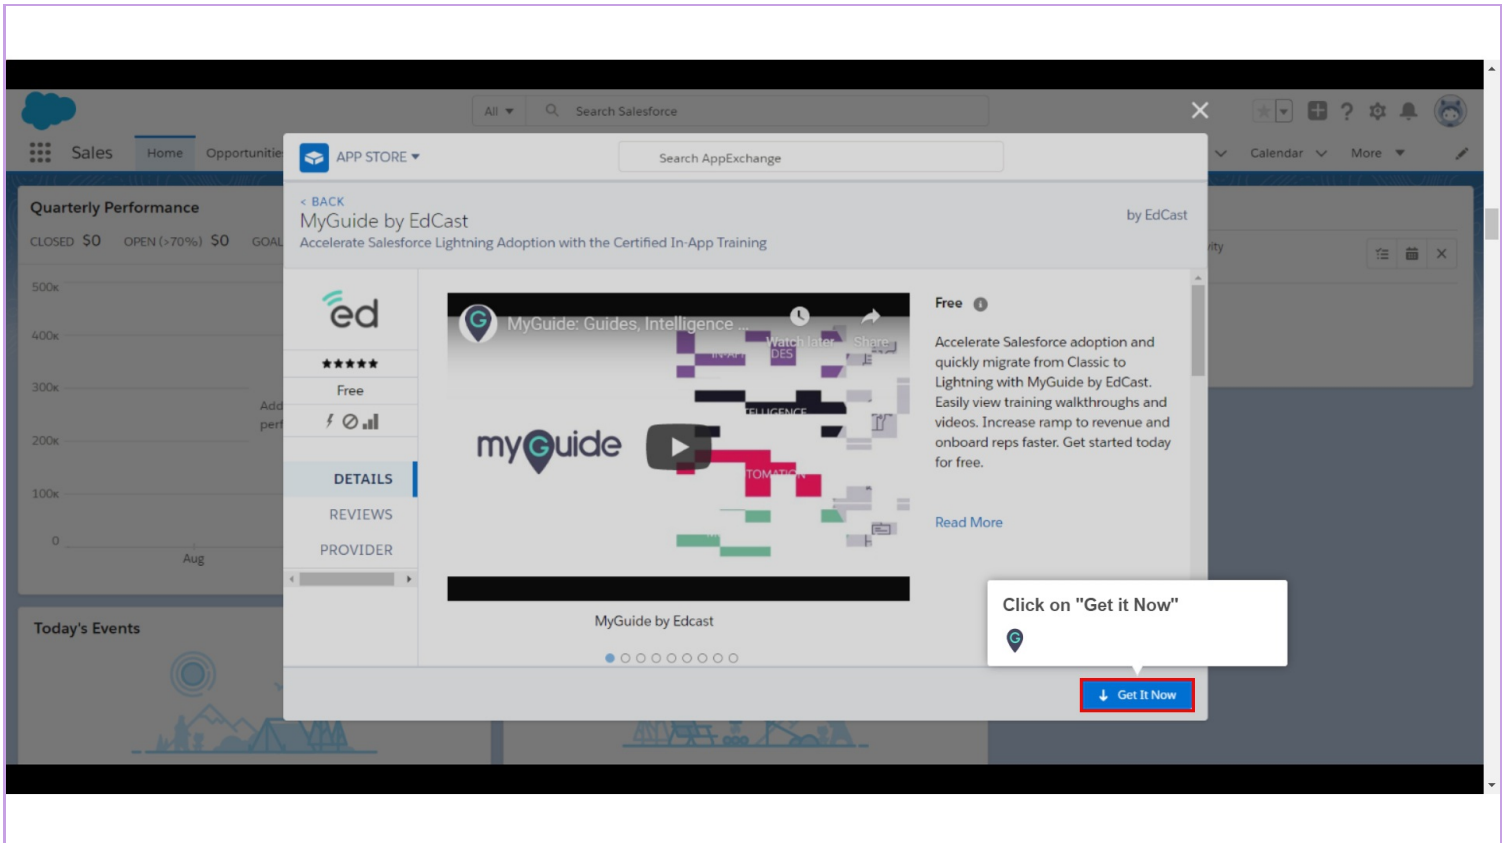 All
Search Salesforce
Sales
Home
Opportunitie
Calendar
More
APP STORE
Search AppExchange
< BACK
MyGuide by EdCast
by EdCast
Accelerate Salesforce Lightning Adoption with the Certified In-App Training
Quarterly Performance
CLOSED $0 OPEN (>70%) $0 GOAL
500K
400K
300K
200K
100K
0
Aug
Add
perf
ed
★★★★★
Free
DETAILS
REVIEWS
PROVIDER
G MyGuide: Guides, Intelligence ...
Watch later
Share
DES
myGuide
MyGuide by Edcast
Free
Accelerate Salesforce adoption and
quickly migrate from Classic to
Lightning with MyGuide by EdCast.
Easily view training walkthroughs and
videos. Increase ramp to revenue and
onboard reps faster. Get started today
for free.
Read More
Click on "Get it Now"
G
Get It Now
Today's Events